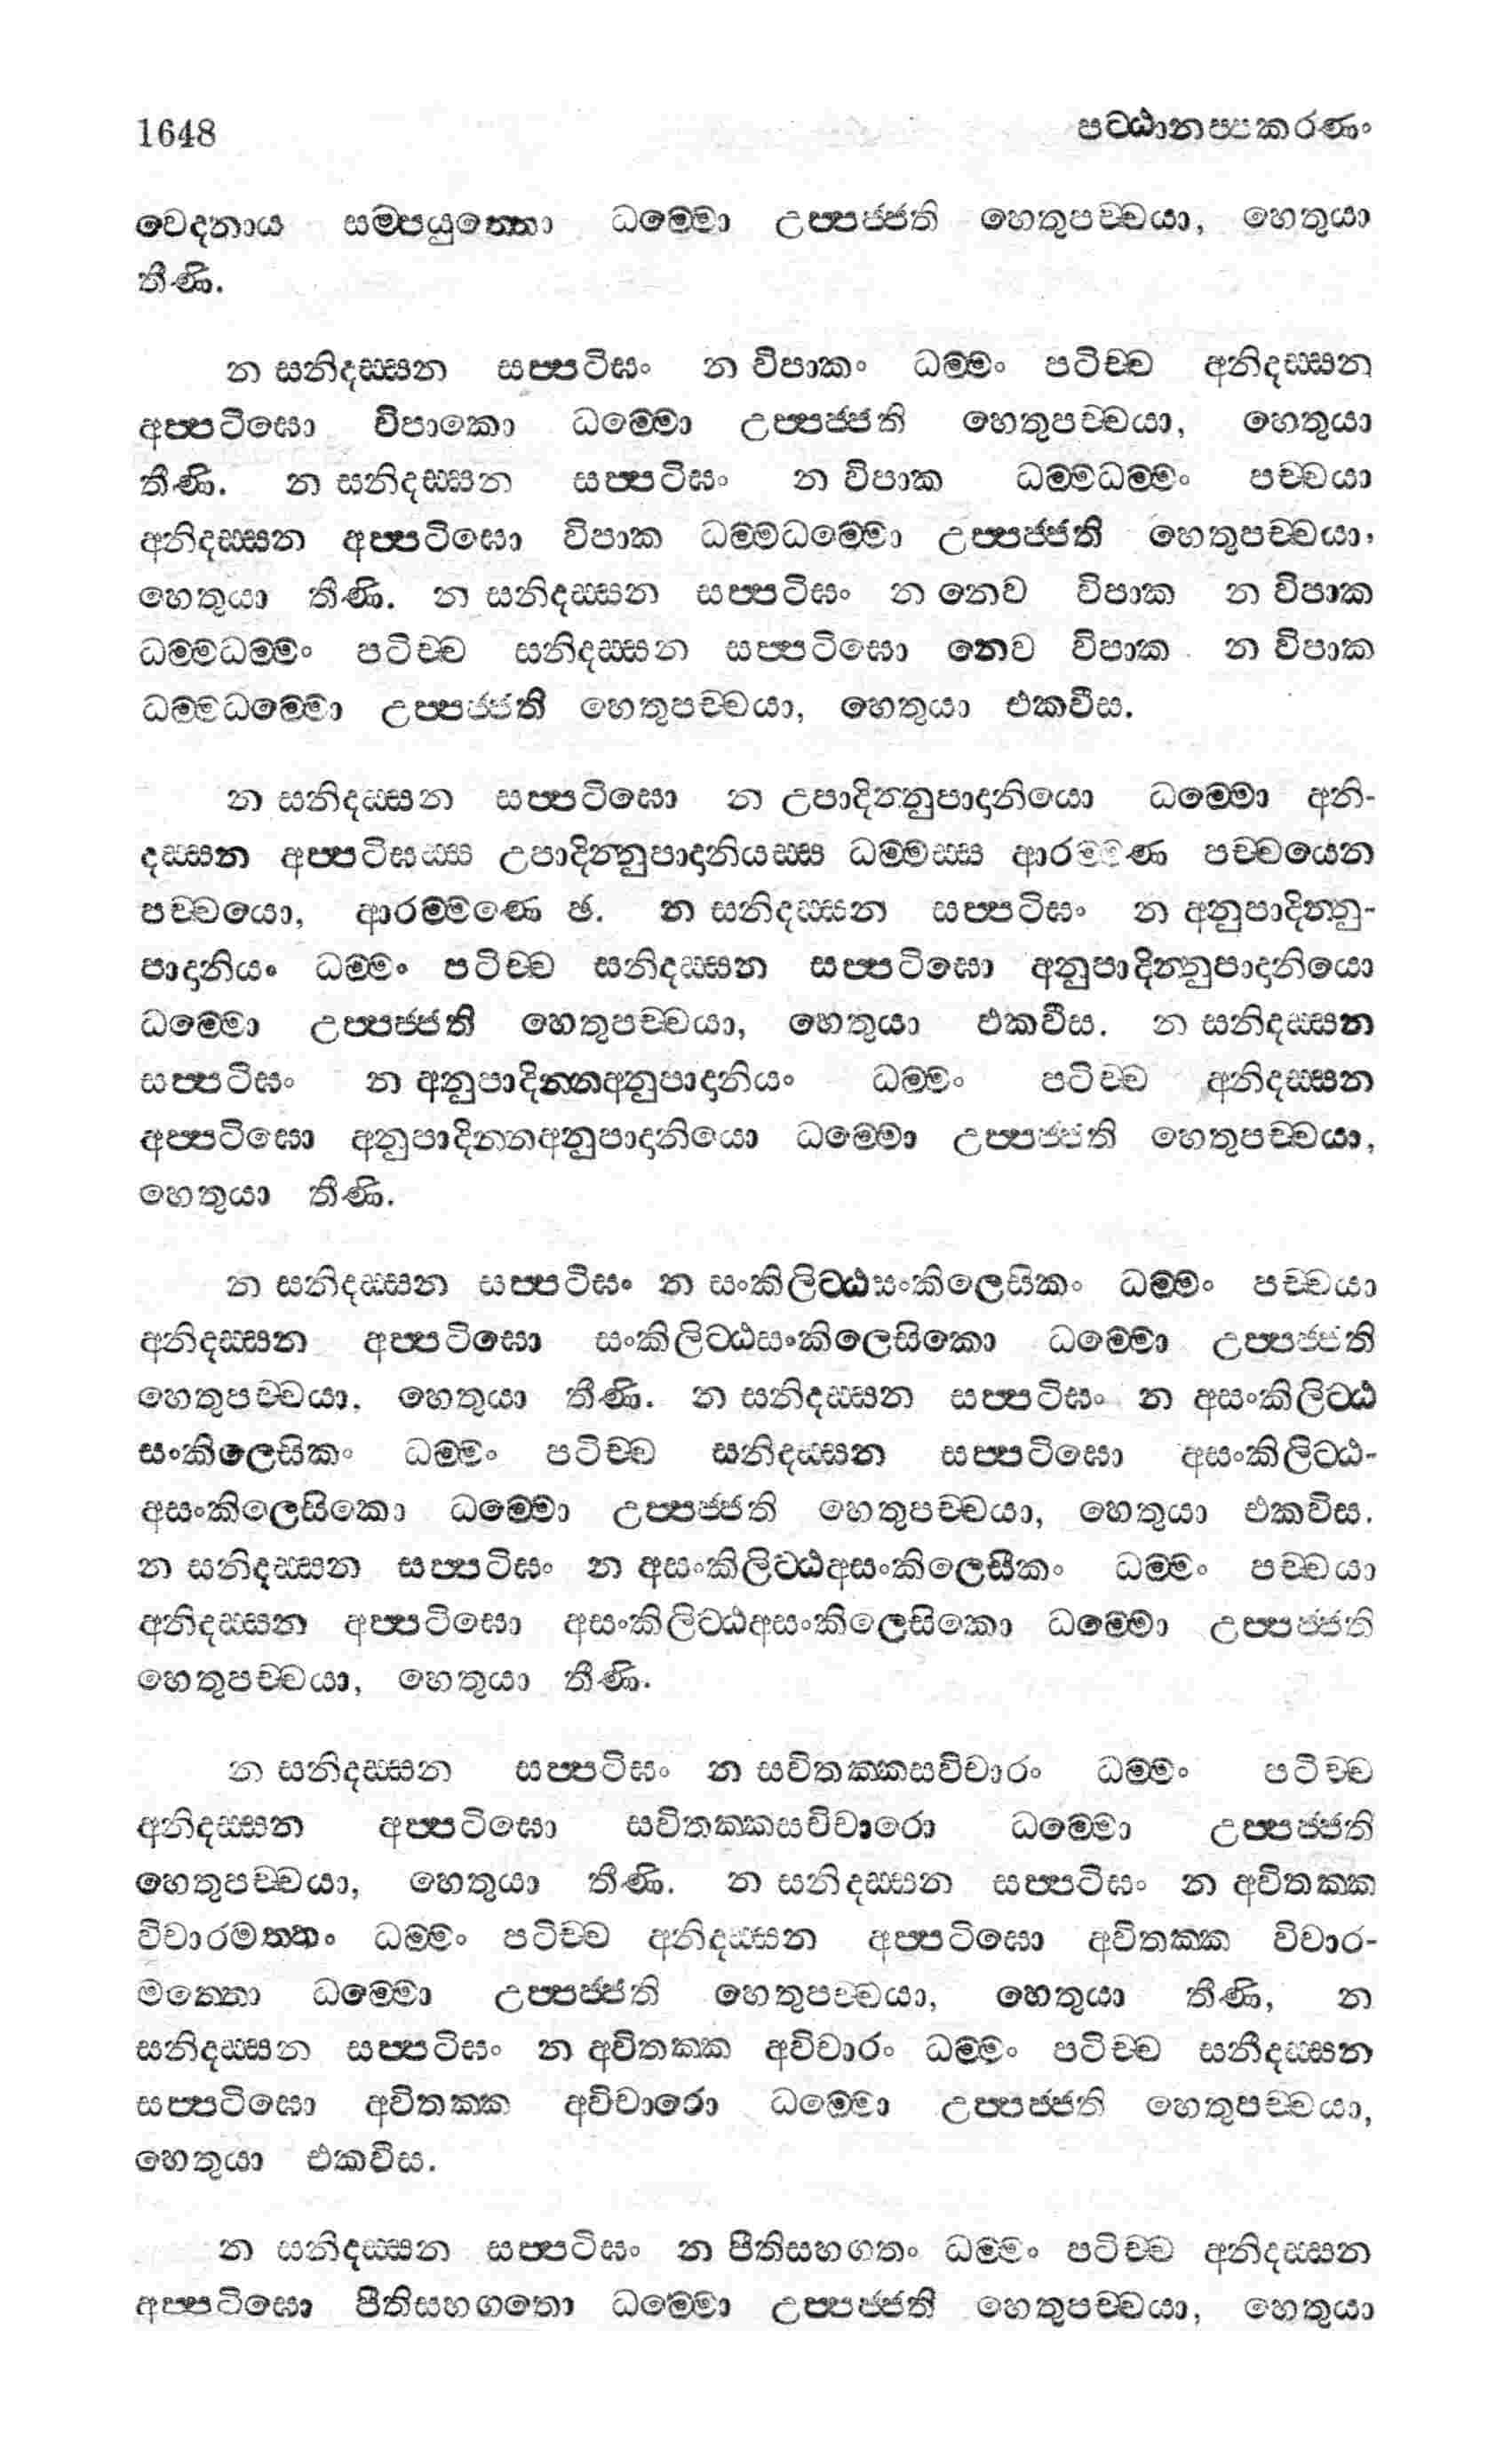 1648 පට්ඨානප්පකරණං
වෙදනාය සම්පයුත්තො ධම්මො උප්පජ්ජති හෙතුපච්චයා, හෙතුයා
තීණි.
න සනිදස්සන සප්පටිඝං න විපාකං ධම්මං පටිච්ච අනිදස්සන
අප්පටිඝො විපාකො ධම්මො උප්පජ්ජති හෙතුපච්චයා, හෙතුයා
තීණි. න සනිදස්සන සප්පටිඝං න විපාක ධම්මධම්මං පච්චයා
අනිදස්සන අප්පටිඝො විපාක ධම්මධම්මො උප්පජ්ජති හෙතුපච්චයා,
හෙතුයා තීණි. න සනිදස්සන සප්පටිඝං න නෙව විපාක න විපාක
ධම්මධම්මං පටිච්ච සනිදස්සන සප්පටිඝො නෙව විපාක න විපාක
ධම්මධම්මො උප්පජ්ජති හෙතුපච්චයා, හෙතුයා එකවීස.
න සනිදස්සන සප්පටිඝො න උපාදින්නුපාදානියො ධම්මො අනි-
දස්සන අප්පටිඝස්ස උපාදින්නුපාදානියස්ස ධම්මස්ස ආරම්මණ පච්චයෙන
පච්චයො, ආරම්මණෙ ඡ. න සනිදස්සන සප්පටිඝං න අනුපාදින්නු-
පාදානියං ධම්මං පටිච්ච සනිදස්සන සප්පටිඝො අනුපාදින්නුපාදානියො
ධම්මො උප්පජ්ජති හෙතුපච්චයා, හෙතුයා එකවීස. න සනිදස්සන
සප්පටිඝං න අනුපාදින්නඅනුපාදානියං ධම්මං පටිච්ච අනිදස්සන
අප්පටිඝො අනුපාදින්නඅනුපාදානියො ධම්මො උප්පජ්ජති හෙතුපච්චයා,
හෙතුයා තීණි.
න සනිදස්සන සප්පටිඝං න සංකිලිට්ඨසංකිලෙසිකං ධම්මං පච්චයා
අනිදස්සන අප්පටිඝො සංකිලිට්ඨසංකිලෙසිකො ධම්මො උප්පජ්ජති
හෙතුපච්චයා, හෙතුයා තීණි. න සනිදස්සන සප්පටිඝං න අසංකිලිට්ඨ
සංකිලෙසිකං ධම්මං පටිච්ච සනිදස්සන සප්පටිඝො අසංකිලිට්ඨ-
අසංකිලෙසිකො ධම්මො උප්පජ්ජති හෙතුපච්චයා, හෙතුයා එකවිස.
න සනිදස්සන සප්පටිඝං න අසංකිලිට්ඨඅසංකිලෙසිකං ධම්මං පච්චයා
අනිදස්සන අප්පටිඝො අසංකිලිට්ඨඅසංකිලෙසිකො ධම්මො උප්පජ්ජති
හෙතුපච්චයා, හෙතුයා තීණි.
න සනිදස්සන සප්පටිඝං න සවිතක්කසවිචාරං ධම්මං පටිච්ච
අනිදස්සන අප්පටිඝො සවිතක්කසවිචාරො ධම්මො උප්පජ්ජති
හෙතුපච්චයා, හෙතුයා තීණි. න සනිදස්සන සප්පටිඝං න අවිතක්ක
විචාරමත්තං ධම්මං පටිච්ච අනිදස්සන අප්පටිඝො අවිතක්ක විචාර-
මත්තො ධම්මො උප්පජ්ජති හෙතුපච්චයා, හෙතුයා තීණි, න
සනිදස්සන සප්පටිඝං න අවිතක්ක අවිචාරං ධම්මං පටිච්ච සනීදස්සන
සප්පටිඝො අවිතක්ක අවිචාරො ධම්මො උප්පජ්ජති හෙතුපච්චයා,
හෙතුයා එකවීස.
න සනිදස්සන සප්පටිඝං න පීතිසහගතං ධම්මං පටිච්ච අනිදස්සන
අප්පටිඝො පීතිසහගතො ධම්මො උප්පජ්ජති හෙතුපච්චයා, හෙතුයා